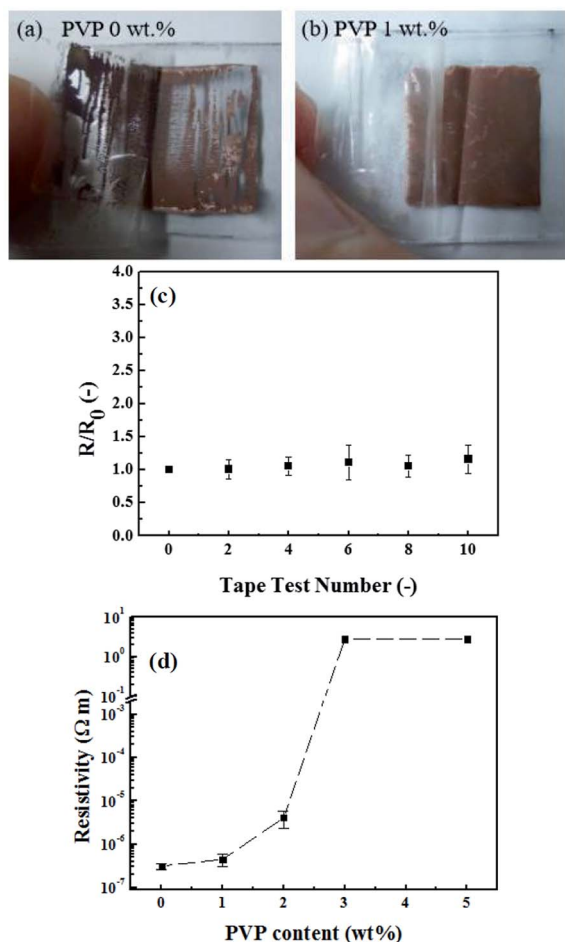 (a) PVP 0 wt.%
(b) PVP 1 wt.%
(c)
4.0
3.5
3.0
2.5
2.0
1.5
1.0
0.5
0.0
R/R0 (-)
0 2 4 6 8 10
Tape Test Number (-)
(d)
10^1
10^0
10^-1
10^-3
10^-4
10^-5
10^-6
10^-7
Resistivity (Ω m)
0 1 2 3 4 5
PVP content (wt%)